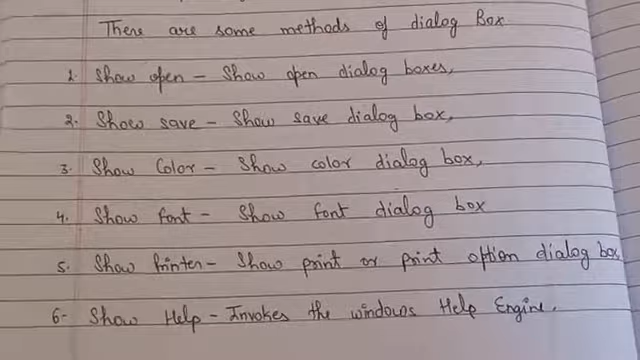 There are some methods of dialog Box
1. Show open - Show open dialog boxes,
2. Show save - Show save dialog box,
3. Show Color - Show color dialog box,
4. Show font - Show font dialog box
5. Show Printer - Show print or print option dialog box
6- Show Help - Invokes the windows Help Engine.